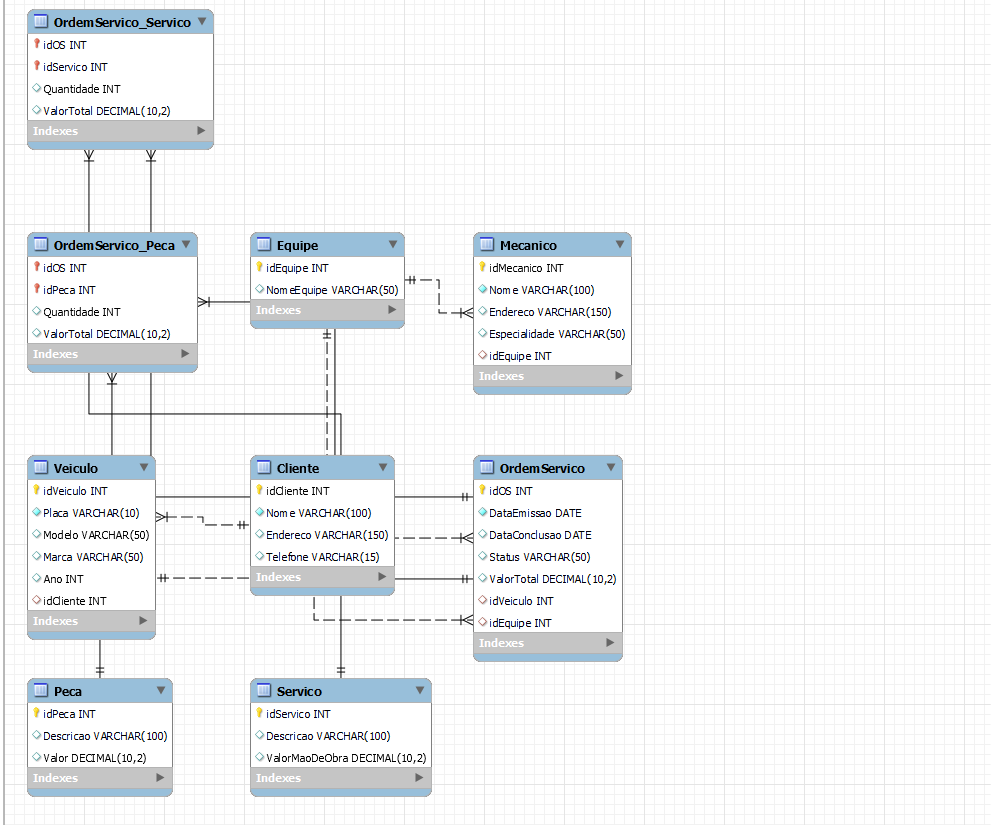 OrdemServico_Servico
idOS INT
idServico INT
Quantidade INT
ValorTotal DECIMAL(10,2)
Indexes
OrdemServico_Peca
idOS INT
idPeca INT
Quantidade INT
ValorTotal DECIMAL(10,2)
Indexes
Equipe
idEquipe INT
NomeEquipe VARCHAR(50)
Indexes
Mecanico
idMecanico INT
Nome VARCHAR(100)
Endereco VARCHAR(150)
Especialidade VARCHAR(50)
idEquipe INT
Indexes
Veiculo
idVeiculo INT
Placa VARCHAR(10)
Modelo VARCHAR(50)
Marca VARCHAR(50)
Ano INT
idCliente INT
Indexes
Cliente
idCliente INT
Nome VARCHAR(100)
Endereco VARCHAR(150)
Telefone VARCHAR(15)
Indexes
OrdemServico
idOS INT
DataEmissao DATE
DataConclusao DATE
Status VARCHAR(50)
ValorTotal DECIMAL(10,2)
idVeiculo INT
idEquipe INT
Indexes
Peca
idPeca INT
Descricao VARCHAR(100)
Valor DECIMAL(10,2)
Indexes
Servico
idServico INT
Descricao VARCHAR(100)
ValorMaoDeObra DECIMAL(10,2)
Indexes